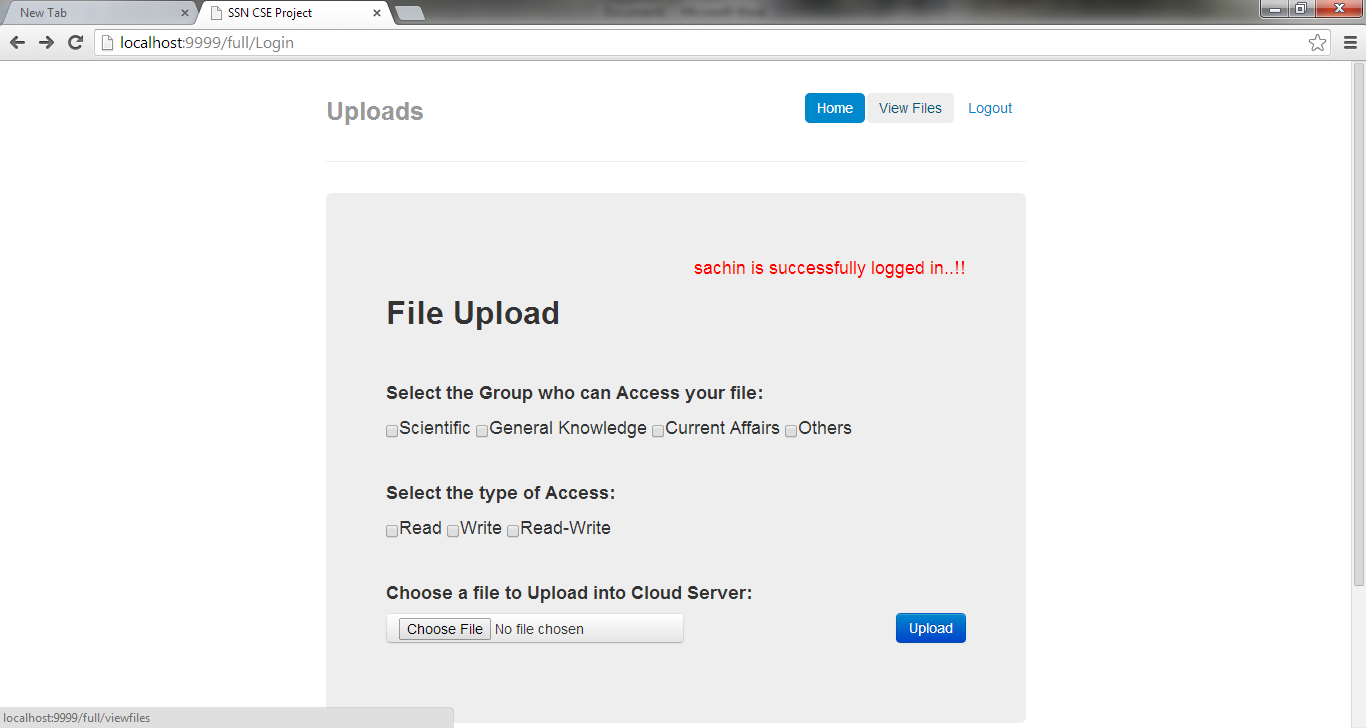 New Tab
SSN CSE Project
localhost:9999/full/Login
Uploads
Home View Files Logout
sachin is successfully logged in..!!
File Upload
Select the Group who can Access your file:
Scientific General Knowledge Current Affairs Others
Select the type of Access:
Read Write Read-Write
Choose a file to Upload into Cloud Server:
Choose File No file chosen Upload
localhost:9999/full/viewfiles